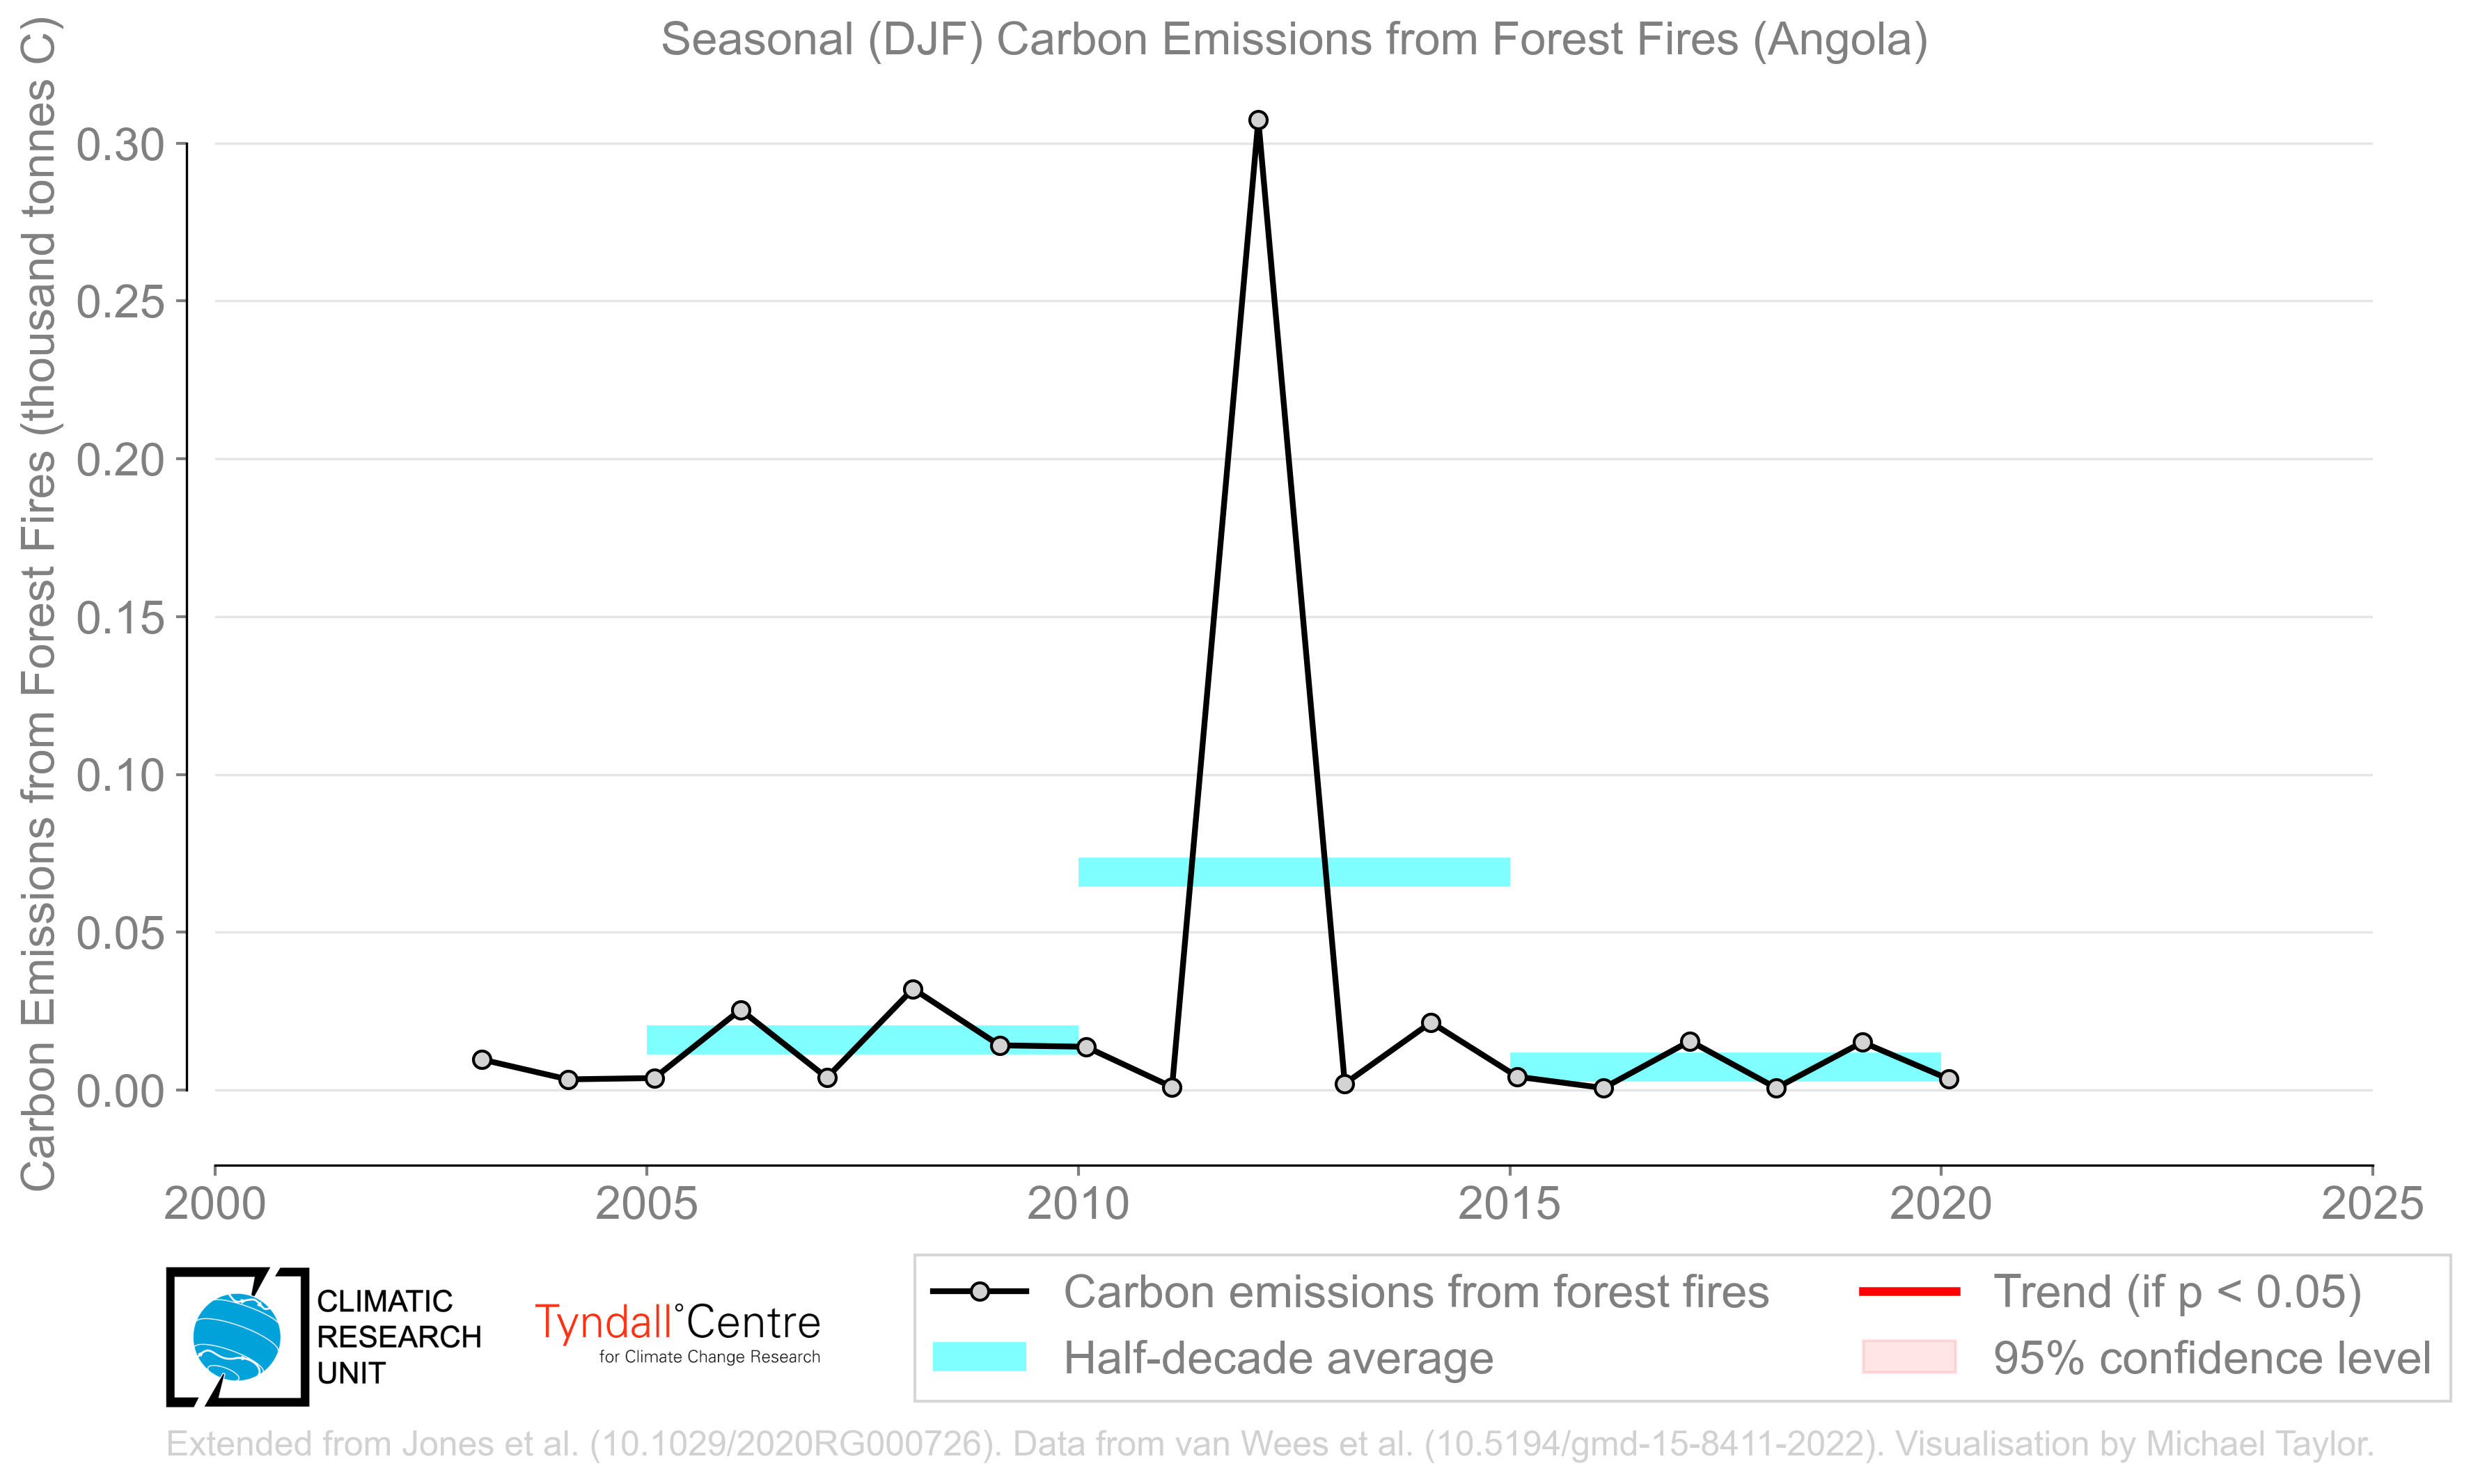 Seasonal (DJF) Carbon Emissions from Forest Fires (Angola)
Carbon Emissions from Forest Fires (thousand tonnes C)
0.30
0.25
0.20
0.15
0.10
0.05
0.00
2000
2005
2010
2015
2020
2025
CLIMATIC
RESEARCH
UNIT
Tyndall°Centre
for Climate Change Research
Carbon emissions from forest fires
Half-decade average
Trend (if p < 0.05)
95% confidence level
Extended from Jones et al. (10.1029/2020RG000726). Data from van Wees et al. (10.5194/gmd-15-8411-2022). Visualisation by Michael Taylor.